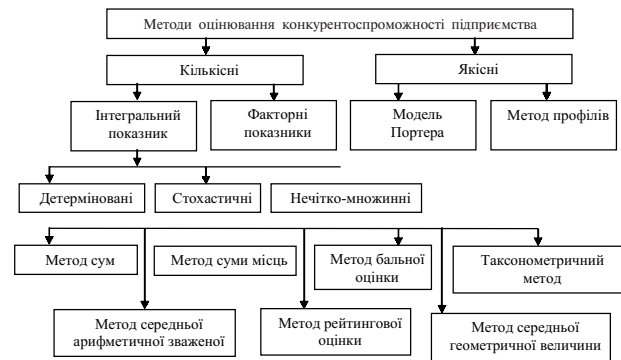 Методи оцінювання конкурентоспроможності підприємства
Кількісні
Якісні
Інтегральний
показник
Факторні
показники
Модель
Портера
Метод профілів
Детерміновані
Стохастичні
Нечітко-множинні
Метод сум
Метод суми місць
Метод бальної
оцінки
Таксонометричний
метод
Метод середньої
арифметичної зваженої
Метод рейтингової
оцінки
Метод середньої
геометричної величини